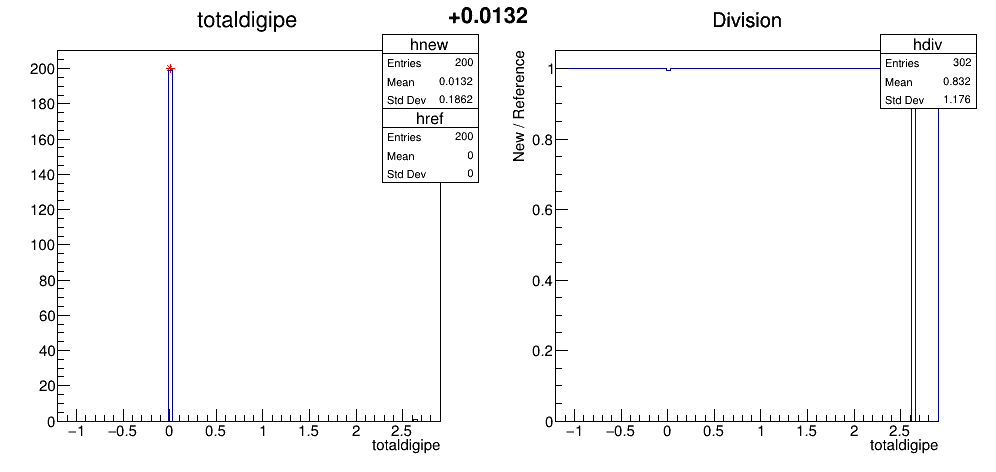 +0.0132
totaldigipe
hnew
Entries 200
Mean 0.0132
Std Dev 0.1862
href
Entries 200
Mean 0
Std Dev 0
200
180
160
140
120
100
80
60
40
20
0
−1 −0.5 0 0.5 1 1.5 2 2.5
totaldigipe
Division
hdiv
Entries 302
Mean 0.832
Std Dev 1.176
New / Reference
1
0.8
0.6
0.4
0.2
0
−1 −0.5 0 0.5 1 1.5 2 2.5
totaldigipe